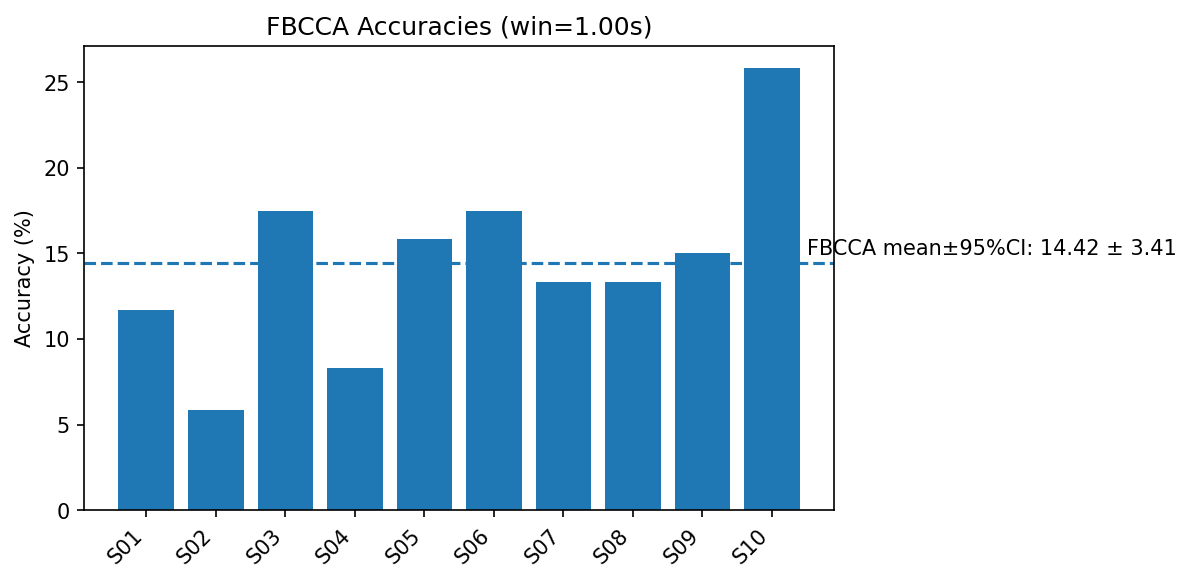 FBCCA Accuracies (win=1.00s)
Accuracy (%)
25
20
15
10
5
0
FBCCA mean±95%CI: 14.42 ± 3.41
S01
S02
S03
S04
S05
S06
S07
S08
S09
S10